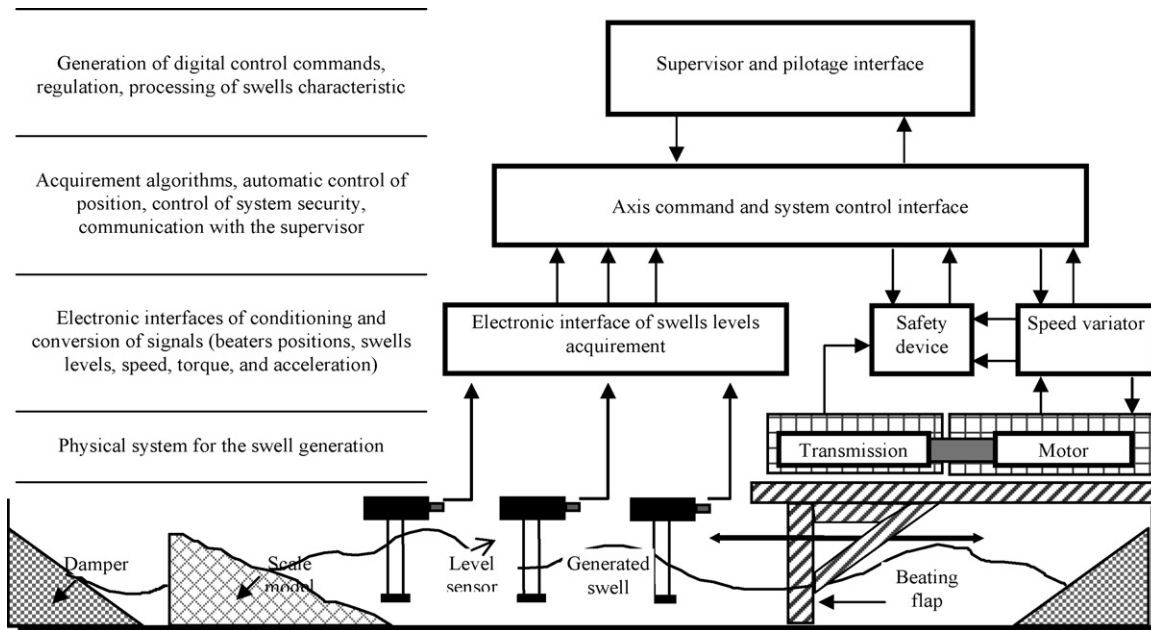 Generation of digital control commands,
regulation, processing of swells characteristic
Supervisor and pilotage interface
Acquirement algorithms, automatic control of
position, control of system security,
communication with the supervisor
Axis command and system control interface
Electronic interfaces of conditioning and
conversion of signals (beaters positions, swells
levels, speed, torque, and acceleration)
Electronic interface of swells levels
acquirement
Safety
device
Speed variator
Physical system for the swell generation
Transmission
Motor
Damper
Scale
model
Level
sensor
Generated
swell
Beating
flap